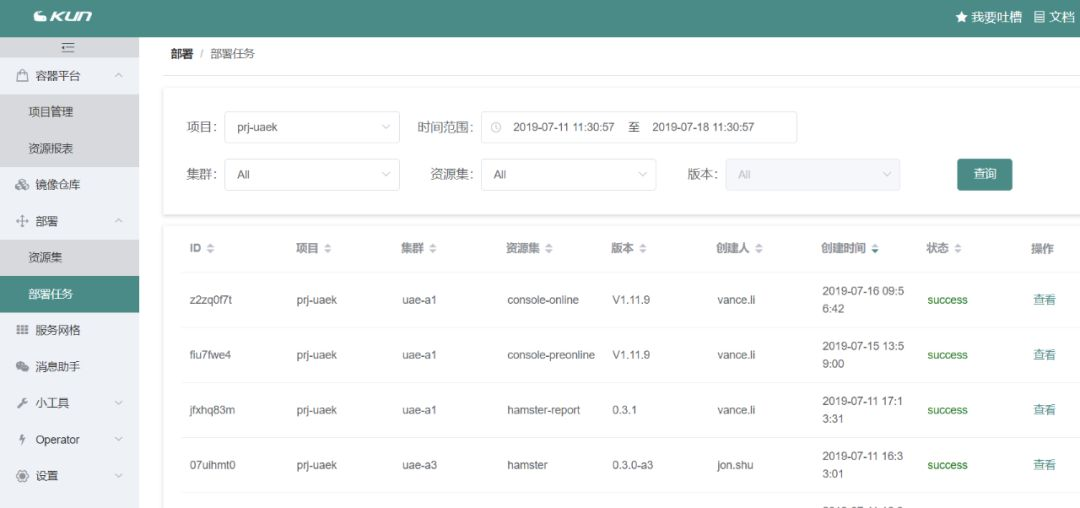 KUN
我要吐槽 文档
部署 / 部署任务
容器平台
项目管理
资源报表
镜像仓库
部署
资源集
部署任务
服务网格
消息助手
小工具
Operator
设置
项目: prj-uaek 时间范围: 2019-07-11 11:30:57 至 2019-07-18 11:30:57
集群: All 资源集: All 版本: All 查询
ID 项目 集群 资源集 版本 创建人 创建时间 状态 操作
z2zq0f7t prj-uaek uae-a1 console-online V1.11.9 vance.li 2019-07-16 09:5 success 查看
6:42
fiu7fwe4 prj-uaek uae-a1 console-preonline V1.11.9 vance.li 2019-07-15 13:5 success 查看
9:00
jfxhq83m prj-uaek uae-a1 hamster-report 0.3.1 vance.li 2019-07-11 17:1 success 查看
3:31
07uihmt0 prj-uaek uae-a3 hamster 0.3.0-a3 jon.shu 2019-07-11 16:3 success 查看
3:01